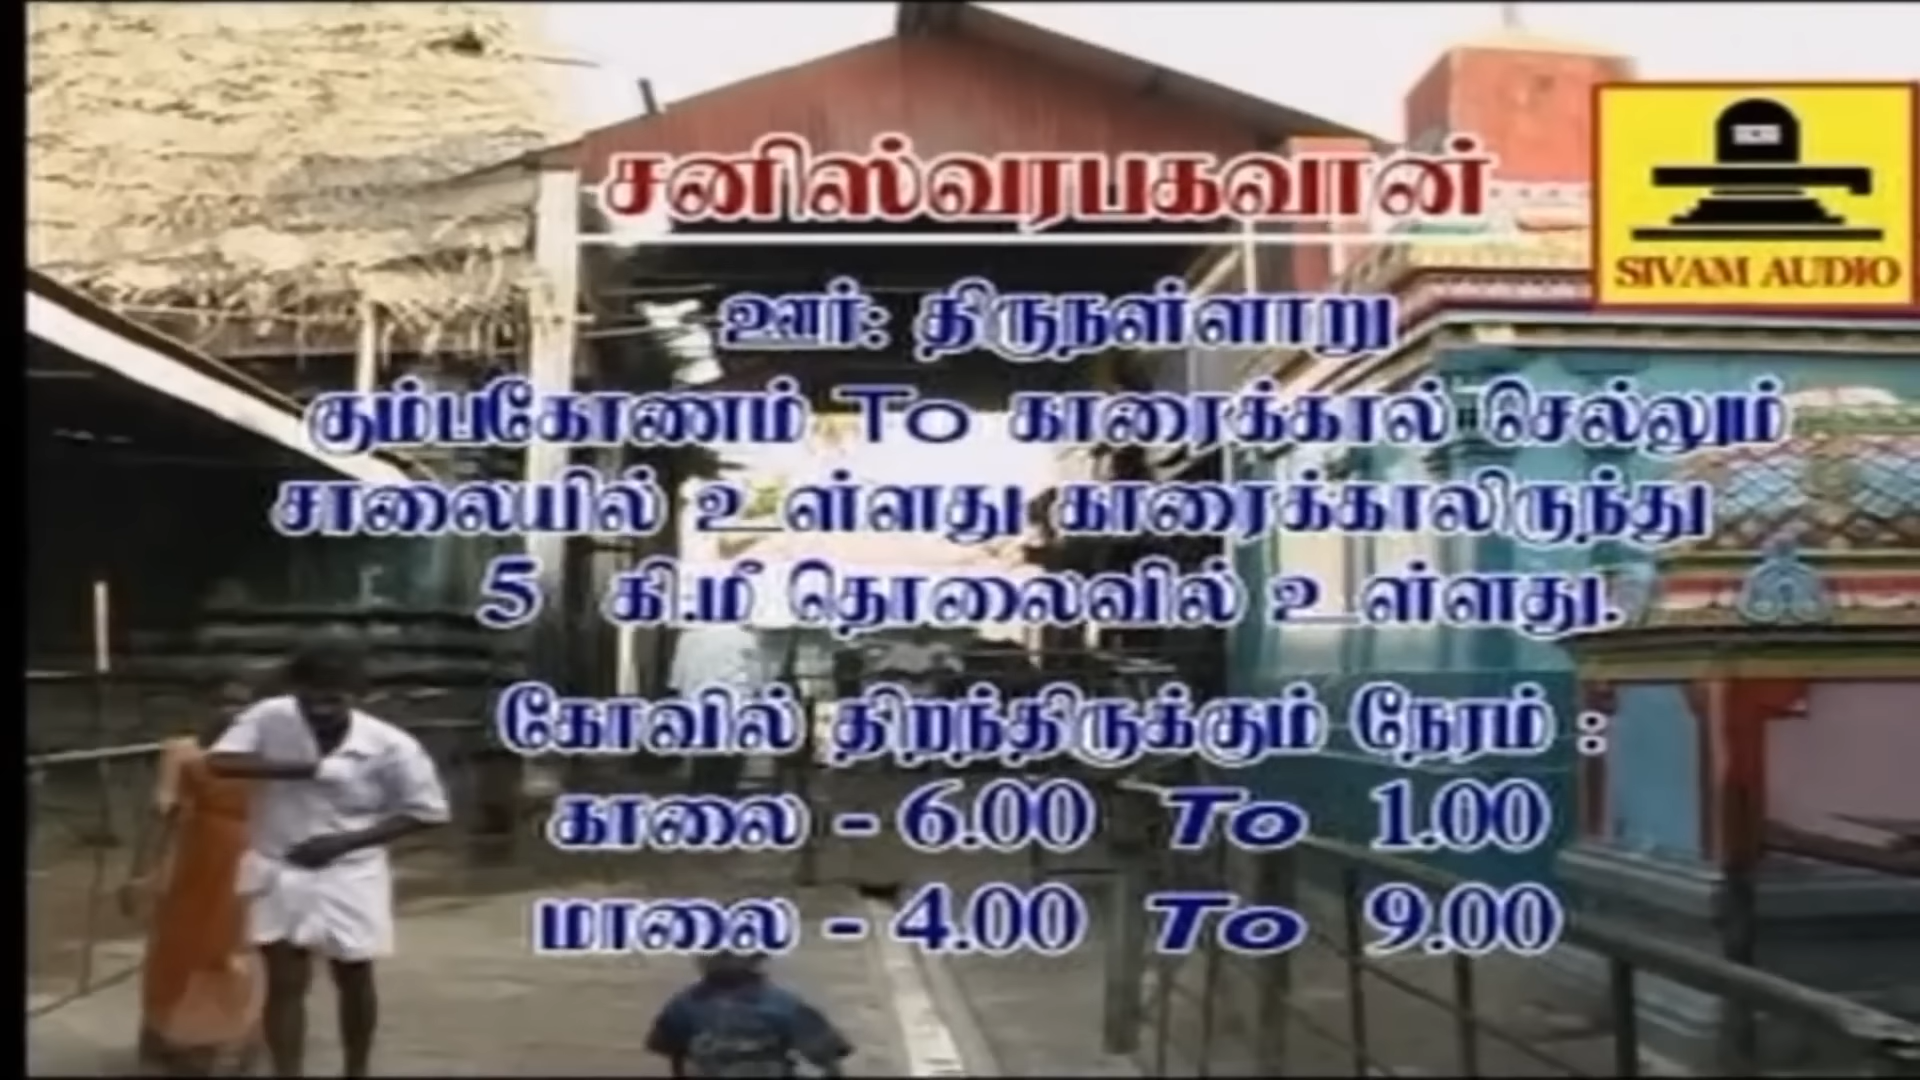 சனிஸ்வரபகவான்
SIVAM AUDIO
ஊர்: திருநள்ளாறு
கும்பகோணம் To காரைக்கால் செல்லும்
சாலையில் உள்ளது காரைக்காலிருந்து
5 கி.மீ தொலைவில் உள்ளது.
கோவில் திறந்திருக்கும் நேரம் :
காலை - 6.00 To 1.00
மாலை - 4.00 To 9.00